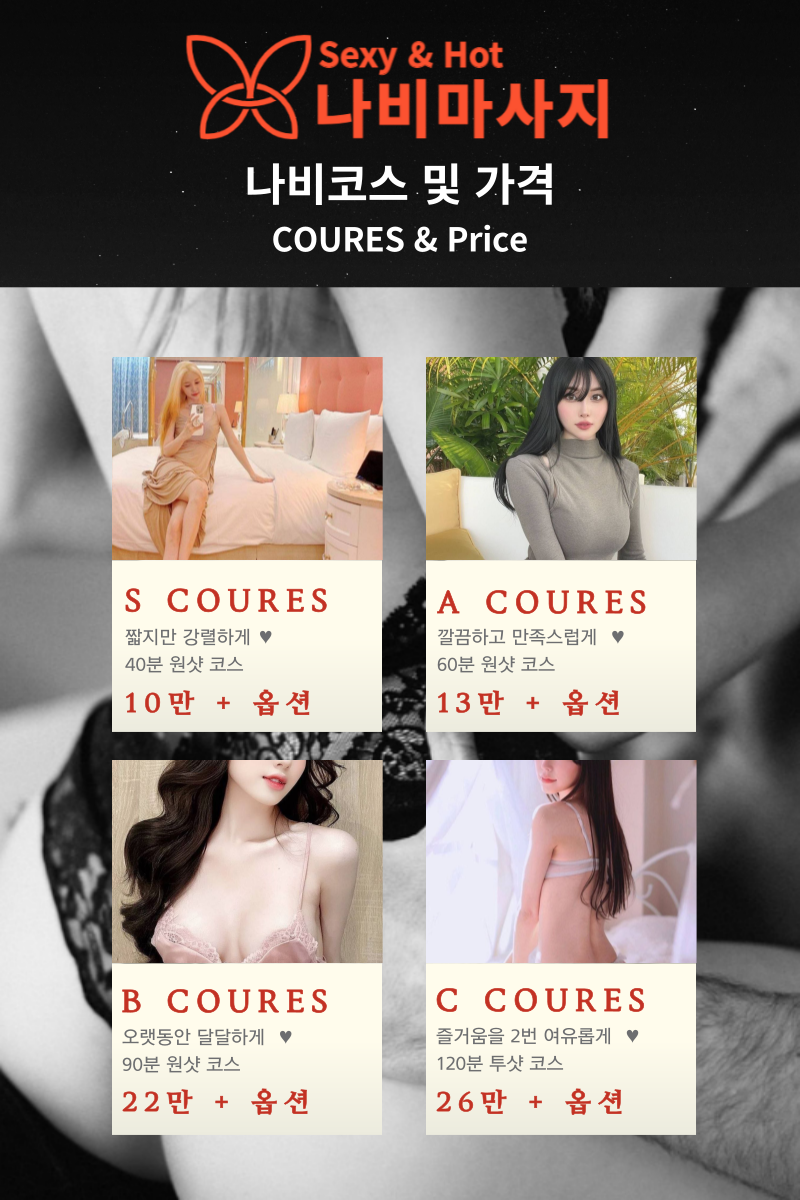 Sexy & Hot
나비마사지
나비코스 및 가격
COURES & Price
S COURES
짧지만 강렬하게 ♥
40분 원샷 코스
10만 + 옵션
A COURES
깔끔하고 만족스럽게 ♥
60분 원샷 코스
13만 + 옵션
B COURES
오랫동안 달달하게 ♥
90분 원샷 코스
22만 + 옵션
C COURES
즐거움을 2번 여유롭게 ♥
120분 투샷 코스
26만 + 옵션